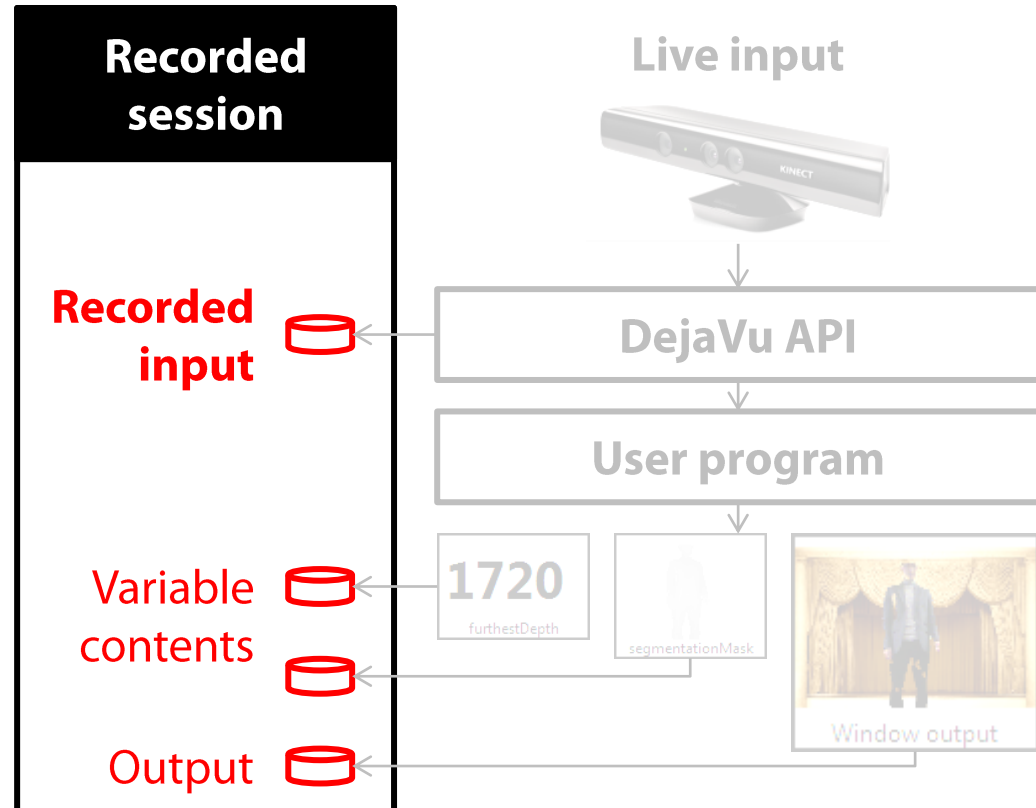 Recorded
session
Live input
KINECT
Recorded
input
DejaVu API
User program
Variable
contents
1720
furthestDepth
segmentationMask
Window output
Output